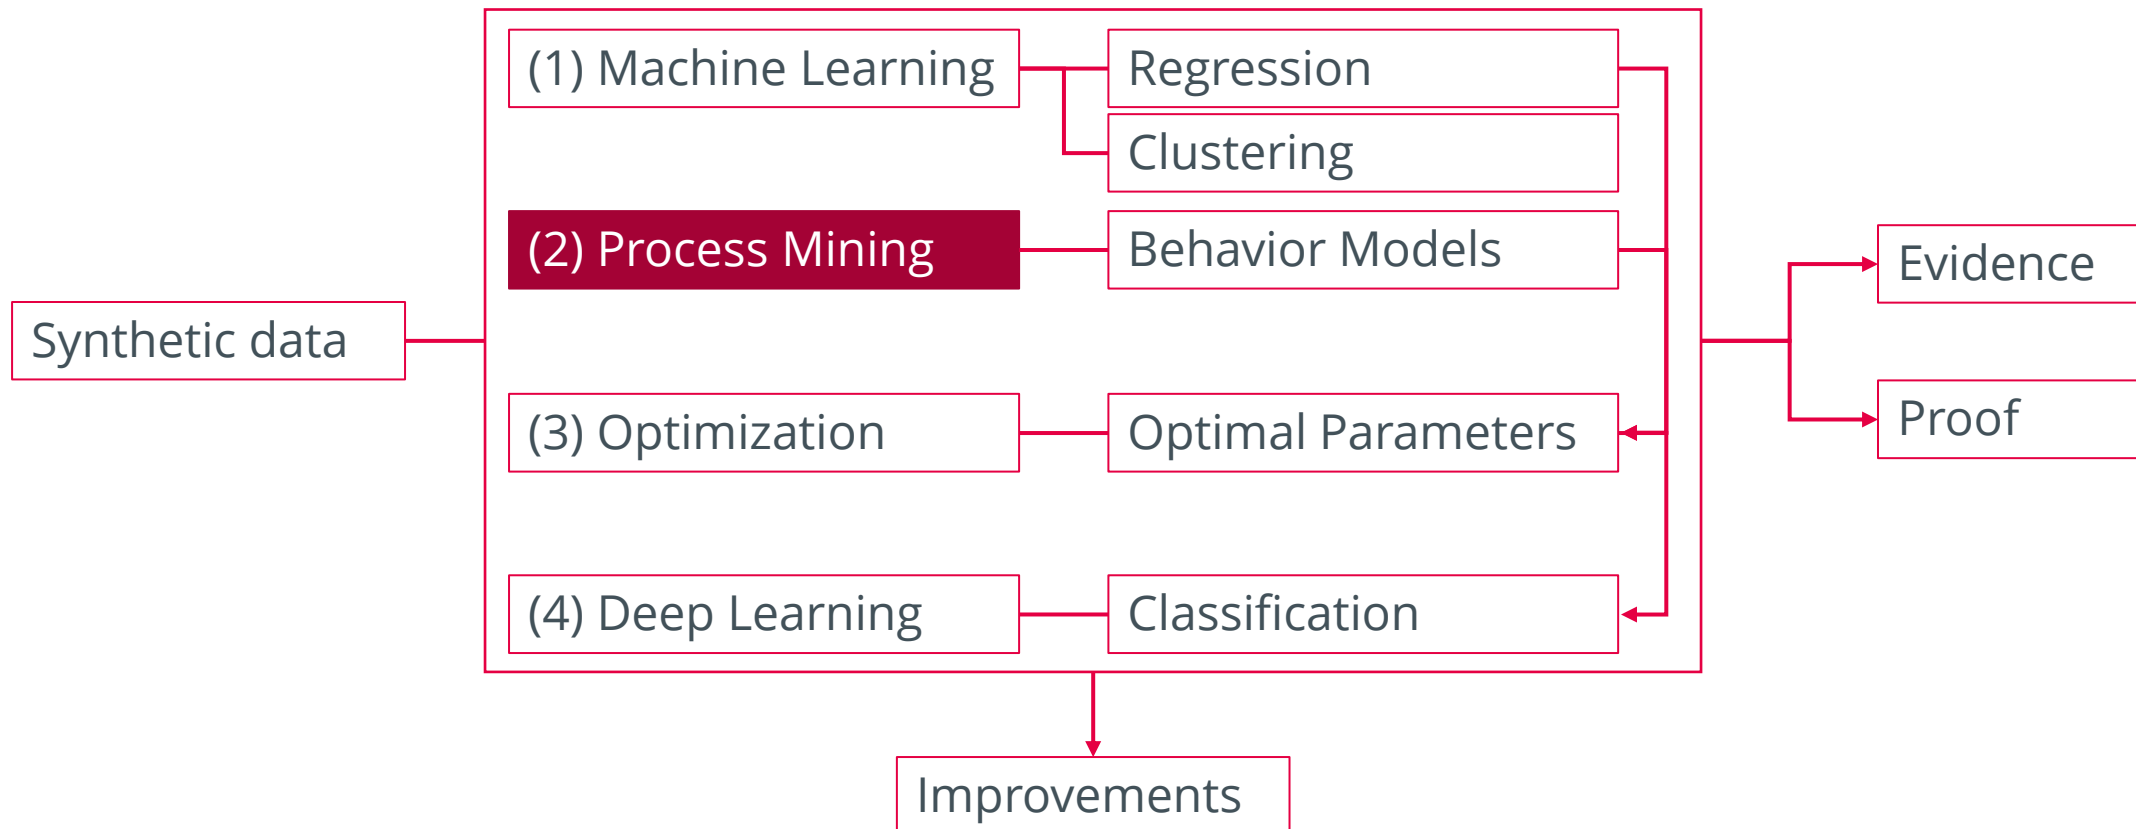 (1) Machine Learning
Regression
Clustering
(2) Process Mining
Behavior Models
Synthetic data
(3) Optimization
Optimal Parameters
(4) Deep Learning
Classification
Evidence
Proof
Improvements